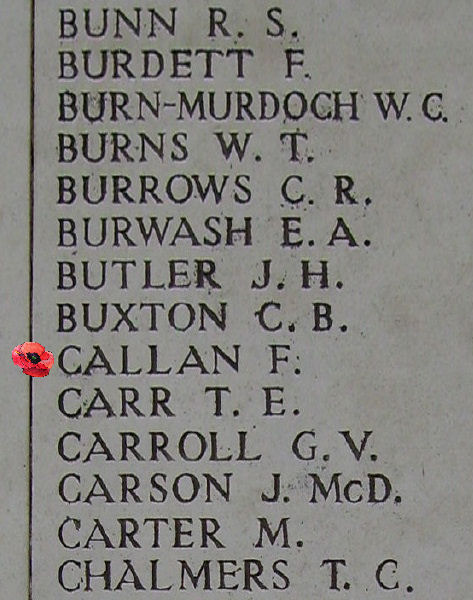 BUNN R. S.
BURDETT F.
BURN-MURDOCH W. C.
BURNS W. T.
BURROWS C. R.
BURWASH E. A.
BUTLER J. H.
BUXTON C. B.
CALLAN F.
CARR T. E.
CARROLL G. V.
CARSON J. McD.
CARTER M.
CHALMERS T. C.